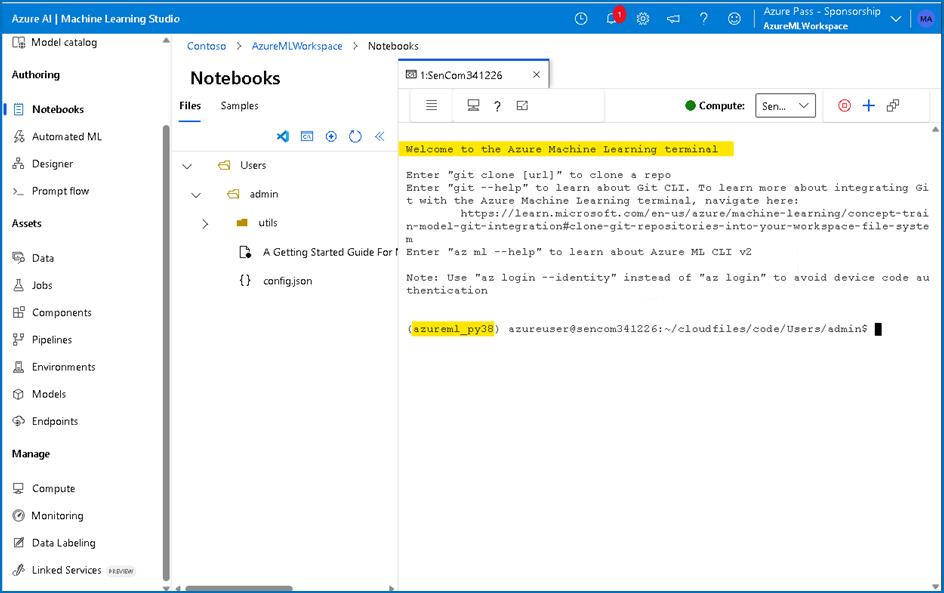 Azure AI | Machine Learning Studio
1
Azure Pass - Sponsorship
AzureMLWorkspace
MA
Model catalog
Authoring
Notebooks
Automated ML
Designer
Prompt flow
Assets
Data
Jobs
Components
Pipelines
Environments
Models
Endpoints
Manage
Compute
Monitoring
Data Labeling
Linked Services PREVIEW
Contoso > AzureMLWorkspace > Notebooks
Notebooks
Files Samples
Users
admin
utils
A Getting Started Guide For
config.json
1:SenCom341226
Compute: Sen...
Welcome to the Azure Machine Learning terminal
Enter "git clone [url]" to clone a repo
Enter "git --help" to learn about Git CLI. To learn more about integrating Gi
t with the Azure Machine Learning terminal, navigate here:
https://learn.microsoft.com/en-us/azure/machine-learning/concept-trai
n-model-git-integration#clone-git-repositories-into-your-workspace-file-syste
m
Enter "az ml --help" to learn about Azure ML CLI v2
Note: Use "az login --identity" instead of "az login" to avoid device code au
thentication
(azureml_py38) azureuser@sencom341226:~/cloudfiles/code/Users/admin$